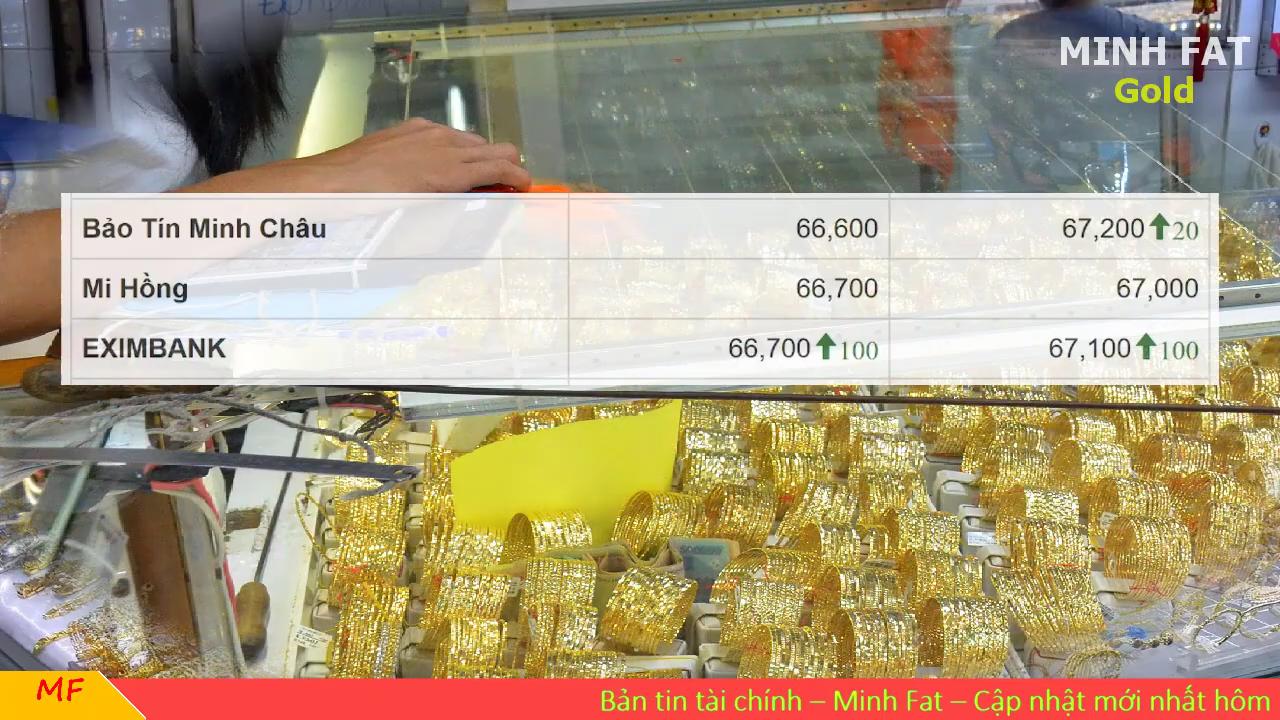 MINH FAT
Gold
Bảo Tín Minh Châu 66,600 67,200 20
Mi Hồng 66,700 67,000
EXIMBANK 66,700 100 67,100 100
MF
Bản tin tài chính – Minh Fat – Cập nhật mới nhất hôm